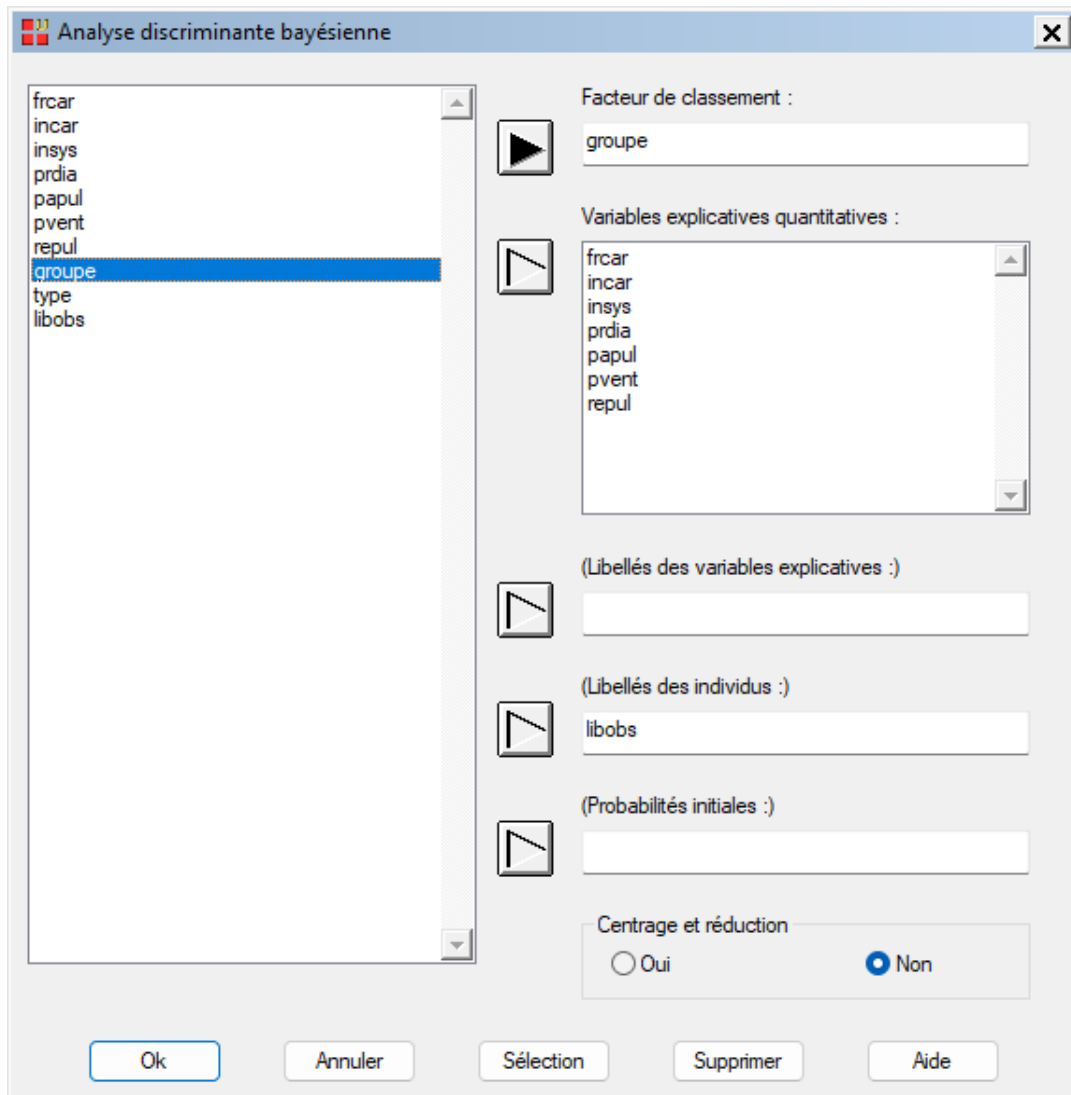 Analyse discriminante bayésienne
frcar
incar
insys
prdia
papul
pvent
repul
groupe
type
libobs
Facteur de classement :
groupe
Variables explicatives quantitatives :
frcar
incar
insys
prdia
papul
pvent
repul
(Libellés des variables explicatives :)
(Libellés des individus :)
libobs
(Probabilités initiales :)
Centrage et réduction
Oui Non
Ok Annuler Sélection Supprimer Aide